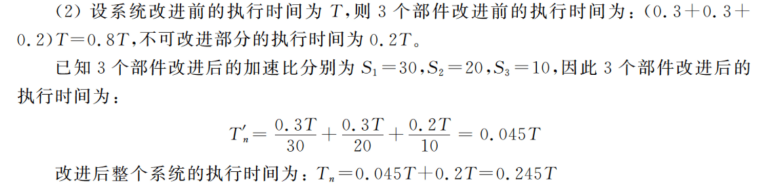 （2）设系统改进前的执行时间为 T,则 3 个部件改进前的执行时间为：(0.3+0.3+
0.2)T=0.8T,不可改进部分的执行时间为 0.2T。
已知 3 个部件改进后的加速比分别为 S₁=30,S₂=20,S₃=10,因此 3 个部件改进后的
执行时间为：
T′ₙ = 0.3T/30 + 0.3T/20 + 0.2T/10 = 0.045T
改进后整个系统的执行时间为：Tₙ=0.045T+0.2T=0.245T